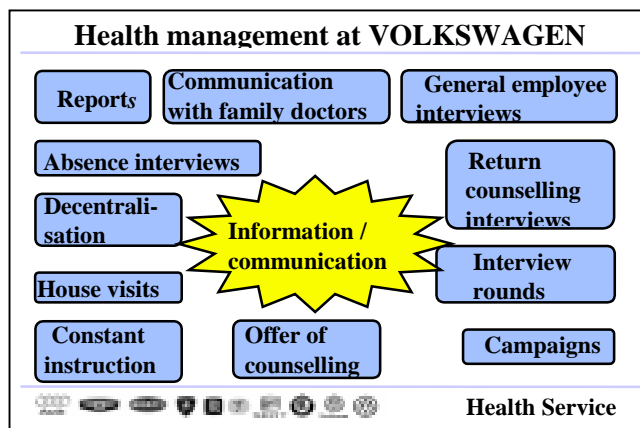 Health management at VOLKSWAGEN
Reports
Communication
with family doctors
General employee
interviews
Absence interviews
Return
counselling
interviews
Decentrali-
sation
Information /
communication
Interview
rounds
House visits
Constant
instruction
Offer of
counselling
Campaigns
Health Service